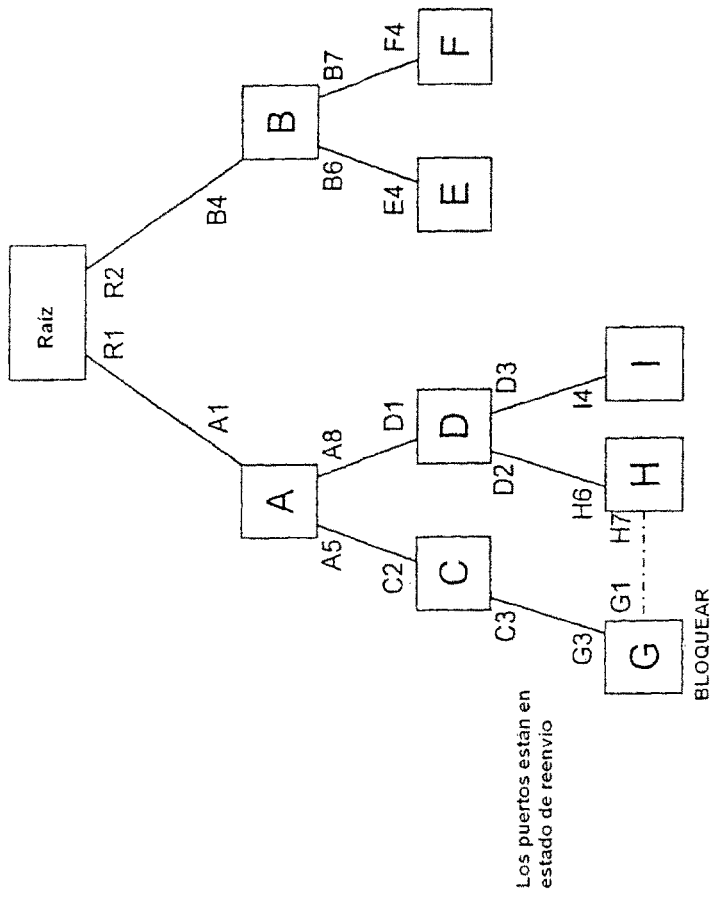 Raíz
R1
R2
A1
B4
A
B
A5
A8
B6
B7
C2
D1
E4
F4
C
D
E
F
C3
D2
D3
G3
G1
H7
H6
I4
G
H
I
BLOQUEAR
Los puertos están en
estado de reenvío